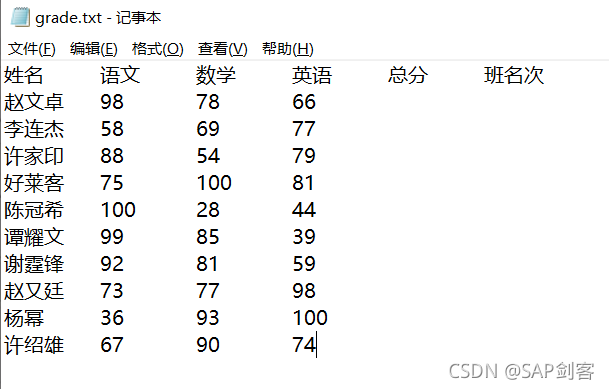 grade.txt - 记事本
文件(F) 编辑(E) 格式(O) 查看(V) 帮助(H)
姓名 语文 数学 英语 总分 班名次
赵文卓 98 78 66
李连杰 58 69 77
许家印 88 54 79
好莱客 75 100 81
陈冠希 100 28 44
谭耀文 99 85 39
谢霆锋 92 81 59
赵又廷 73 77 98
杨幂 36 93 100
许绍雄 67 90 74
CSDN @SAP剑客